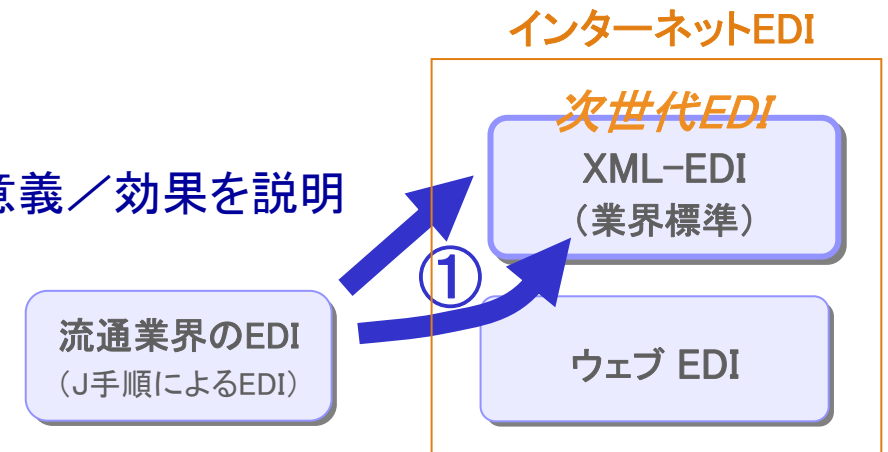 インターネットEDI
次世代EDI
XML-EDI
（業界標準）
意義／効果を説明
①
流通業界のEDI
（J手順によるEDI）
ウェブ EDI